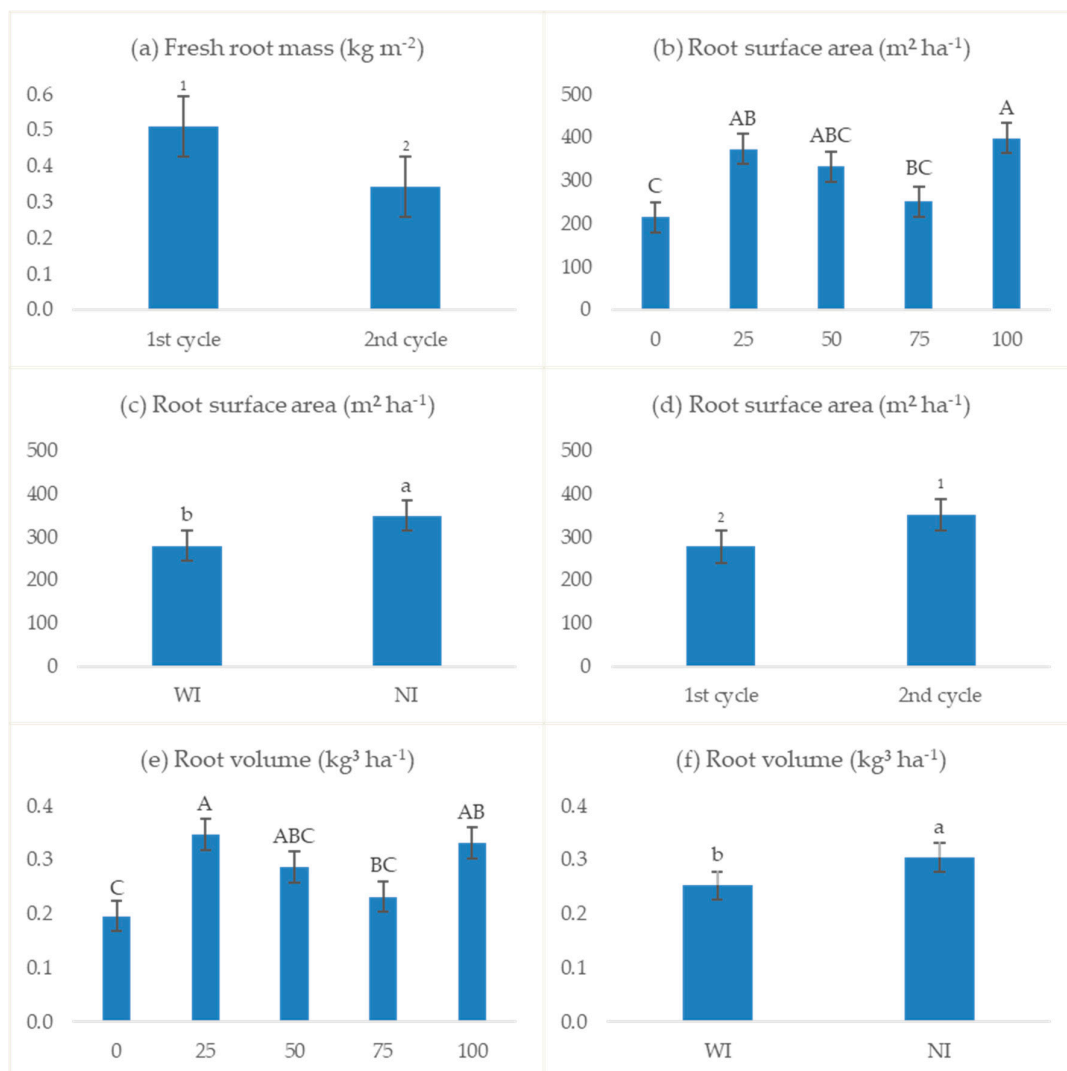 (a) Fresh root mass (kg m⁻²)
0.6
0.5
0.4
0.3
0.2
0.1
0.0
1
2
1st cycle 2nd cycle
(b) Root surface area (m² ha⁻¹)
500
400
300
200
100
0
C AB ABC BC A
0 25 50 75 100
(c) Root surface area (m² ha⁻¹)
500
400
300
200
100
0
b a
WI NI
(d) Root surface area (m² ha⁻¹)
500
400
300
200
100
0
2 1
1st cycle 2nd cycle
(e) Root volume (kg³ ha⁻¹)
0.4
0.3
0.2
0.1
0.0
C A ABC BC AB
0 25 50 75 100
(f) Root volume (kg³ ha⁻¹)
0.4
0.3
0.2
0.1
0.0
b a
WI NI